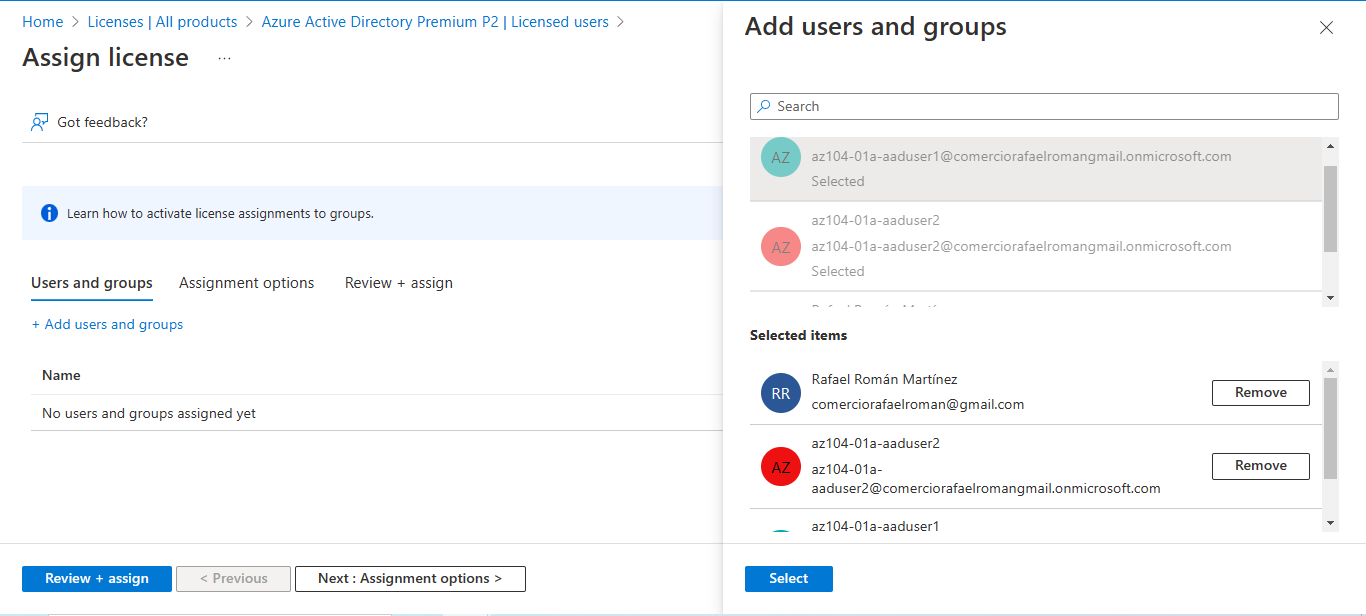 Home > Licenses | All products > Azure Active Directory Premium P2 | Licensed users >
Assign license ...
Got feedback?
Learn how to activate license assignments to groups.
Users and groups Assignment options Review + assign
+ Add users and groups
Name
No users and groups assigned yet
Review + assign < Previous Next : Assignment options >
Add users and groups
Search
AZ
az104-01a-aaduser1@comerciorafaelromangmail.onmicrosoft.com
Selected
az104-01a-aaduser2
AZ
az104-01a-aaduser2@comerciorafaelromangmail.onmicrosoft.com
Selected
Rafael Román Martínez
Selected items
RR
Rafael Román Martínez
comerciorafaelroman@gmail.com
Remove
az104-01a-aaduser2
AZ
az104-01a-
aaduser2@comerciorafaelromangmail.onmicrosoft.com
Remove
az104-01a-aaduser1
Select